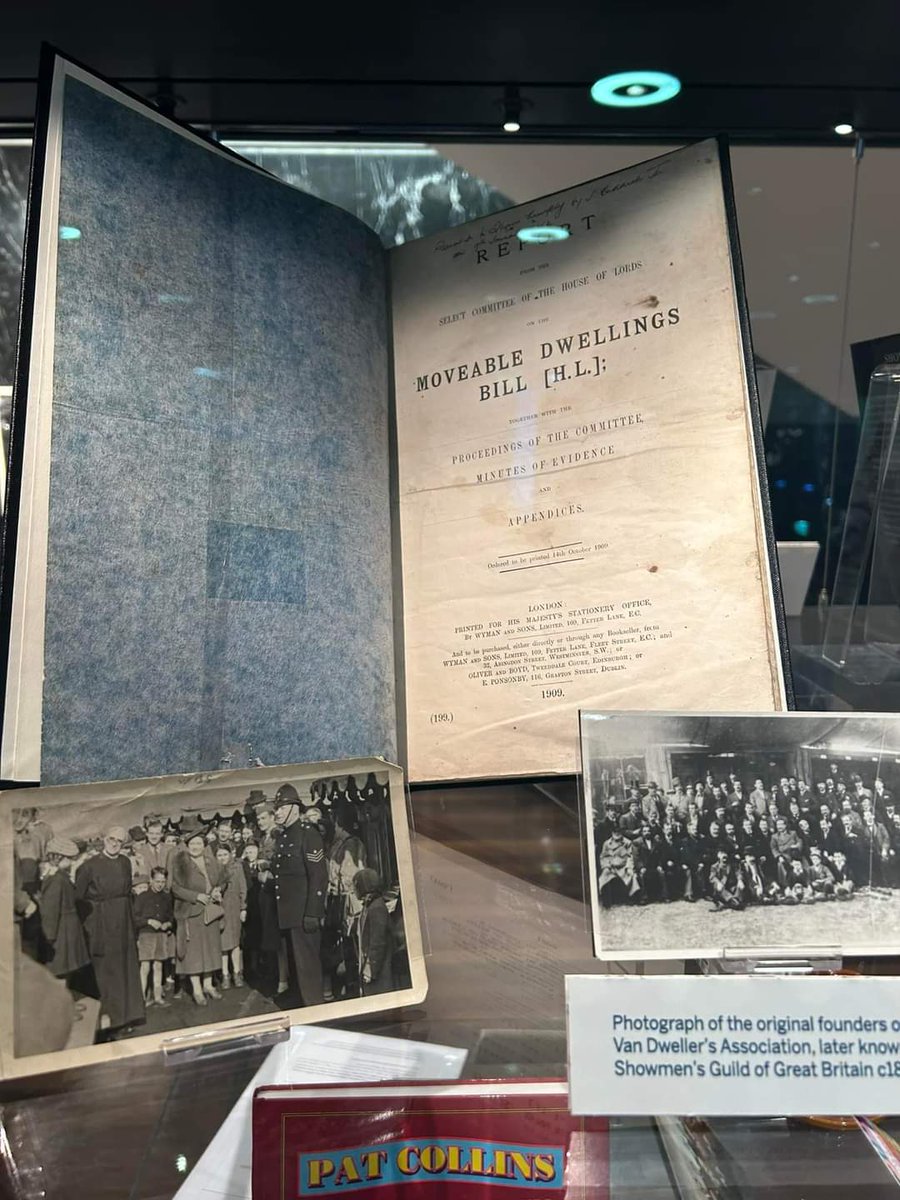 REPORT
FROM THE
SELECT COMMITTEE OF THE HOUSE OF LORDS
ON THE
MOVEABLE DWELLINGS
BILL [H.L.];
TOGETHER WITH THE
PROCEEDINGS OF THE COMMITTEE,
MINUTES OF EVIDENCE
AND
APPENDICES.
Ordered to be printed 14th October 1909
LONDON:
PRINTED FOR HIS MAJESTY'S STATIONERY OFFICE,
BY WYMAN AND SONS, LIMITED, 109, FETTER LANE, E.C.
And to be purchased, either directly or through any Bookseller, from
WYMAN AND SONS, LIMITED, 109, FETTER LANE, FLEET STREET, E.C.; and
32, ABINGDON STREET, WESTMINSTER, S.W.; or
OLIVER AND BOYD, TWEEDDALE COURT, EDINBURGH; or
E. PONSONBY, 116, GRAFTON STREET, DUBLIN.
1909.
(199.)
Photograph of the original founders o
Van Dweller's Association, later know
Showmen's Guild of Great Britain c18
PAT COLLINS